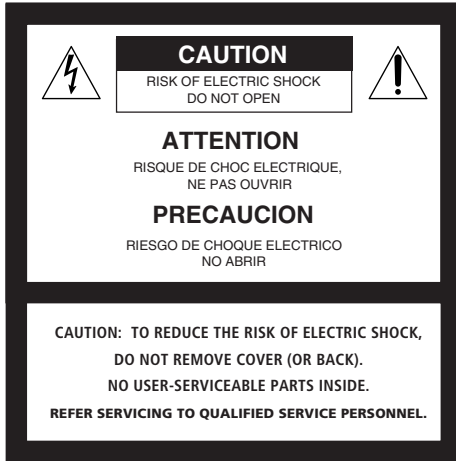 CAUTION
RISK OF ELECTRIC SHOCK
DO NOT OPEN
ATTENTION
RISQUE DE CHOC ELECTRIQUE,
NE PAS OUVRIR
PRECAUCION
RIESGO DE CHOQUE ELECTRICO
NO ABRIR
CAUTION: TO REDUCE THE RISK OF ELECTRIC SHOCK,
DO NOT REMOVE COVER (OR BACK).
NO USER-SERVICEABLE PARTS INSIDE.
REFER SERVICING TO QUALIFIED SERVICE PERSONNEL.